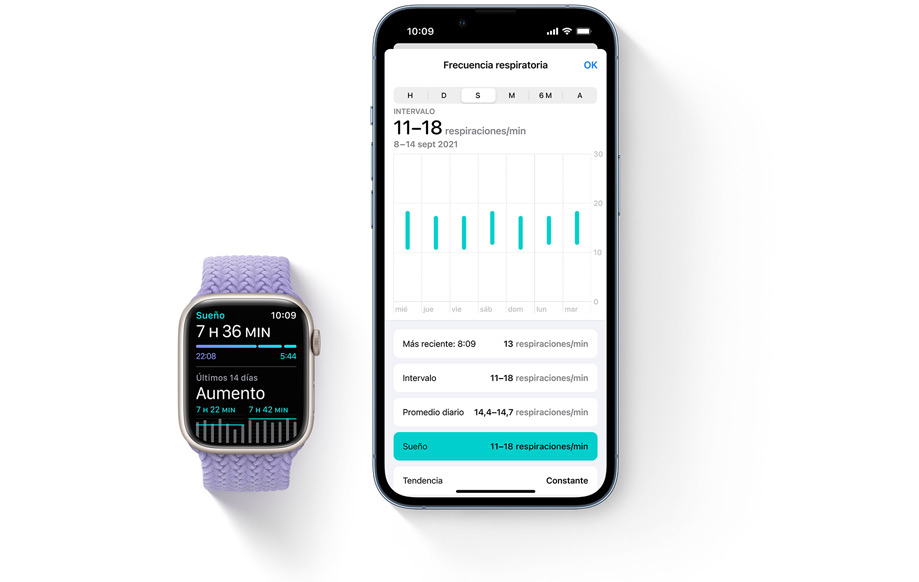 Sueño 10:09
7 H 36 MIN
22:08 5:44
Últimos 14 días
Aumento
7 H 22 MIN 7 H 42 MIN
10:09
Frecuencia respiratoria OK
H D S M 6 M A
INTERVALO
11–18 respiraciones/min
8–14 sept 2021
30
20
10
0
mié jue vie sáb dom lun mar
Más reciente: 8:09 13 respiraciones/min
Intervalo 11–18 respiraciones/min
Promedio diario 14,4–14,7 respiraciones/min
Sueño 11–18 respiraciones/min
Tendencia Constante